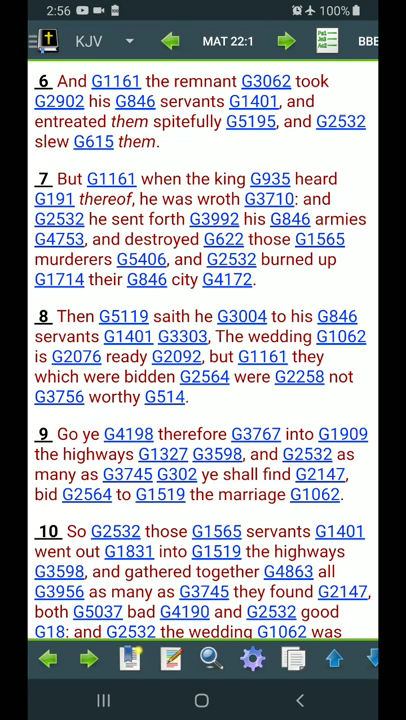 2:56 100%
KJV MAT 22:1 BBE
6 And G1161 the remnant G3062 took
G2902 his G846 servants G1401, and
entreated them spitefully G5195, and G2532
slew G615 them.
7 But G1161 when the king G935 heard
G191 thereof, he was wroth G3710: and
G2532 he sent forth G3992 his G846 armies
G4753, and destroyed G622 those G1565
murderers G5406, and G2532 burned up
G1714 their G846 city G4172.
8 Then G5119 saith he G3004 to his G846
servants G1401 G3303, The wedding G1062
is G2076 ready G2092, but G1161 they
which were bidden G2564 were G2258 not
G3756 worthy G514.
9 Go ye G4198 therefore G3767 into G1909
the highways G1327 G3598, and G2532 as
many as G3745 G302 ye shall find G2147,
bid G2564 to G1519 the marriage G1062.
10 So G2532 those G1565 servants G1401
went out G1831 into G1519 the highways
G3598, and gathered together G4863 all
G3956 as many as G3745 they found G2147,
both G5037 bad G4190 and G2532 good
G18: and G2532 the wedding G1062 was